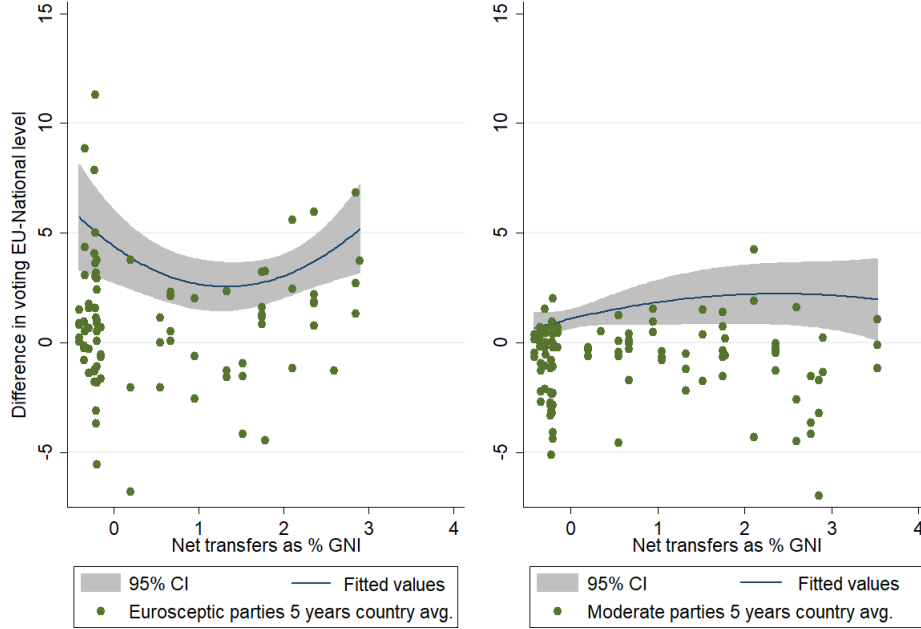 Difference in voting EU-National level
15
10
5
0
-5
0 1 2 3 4
Net transfers as % GNI
95% CI Fitted values
Eurosceptic parties 5 years country avg.
15
10
5
0
-5
0 1 2 3 4
Net transfers as % GNI
95% CI Fitted values
Moderate parties 5 years country avg.